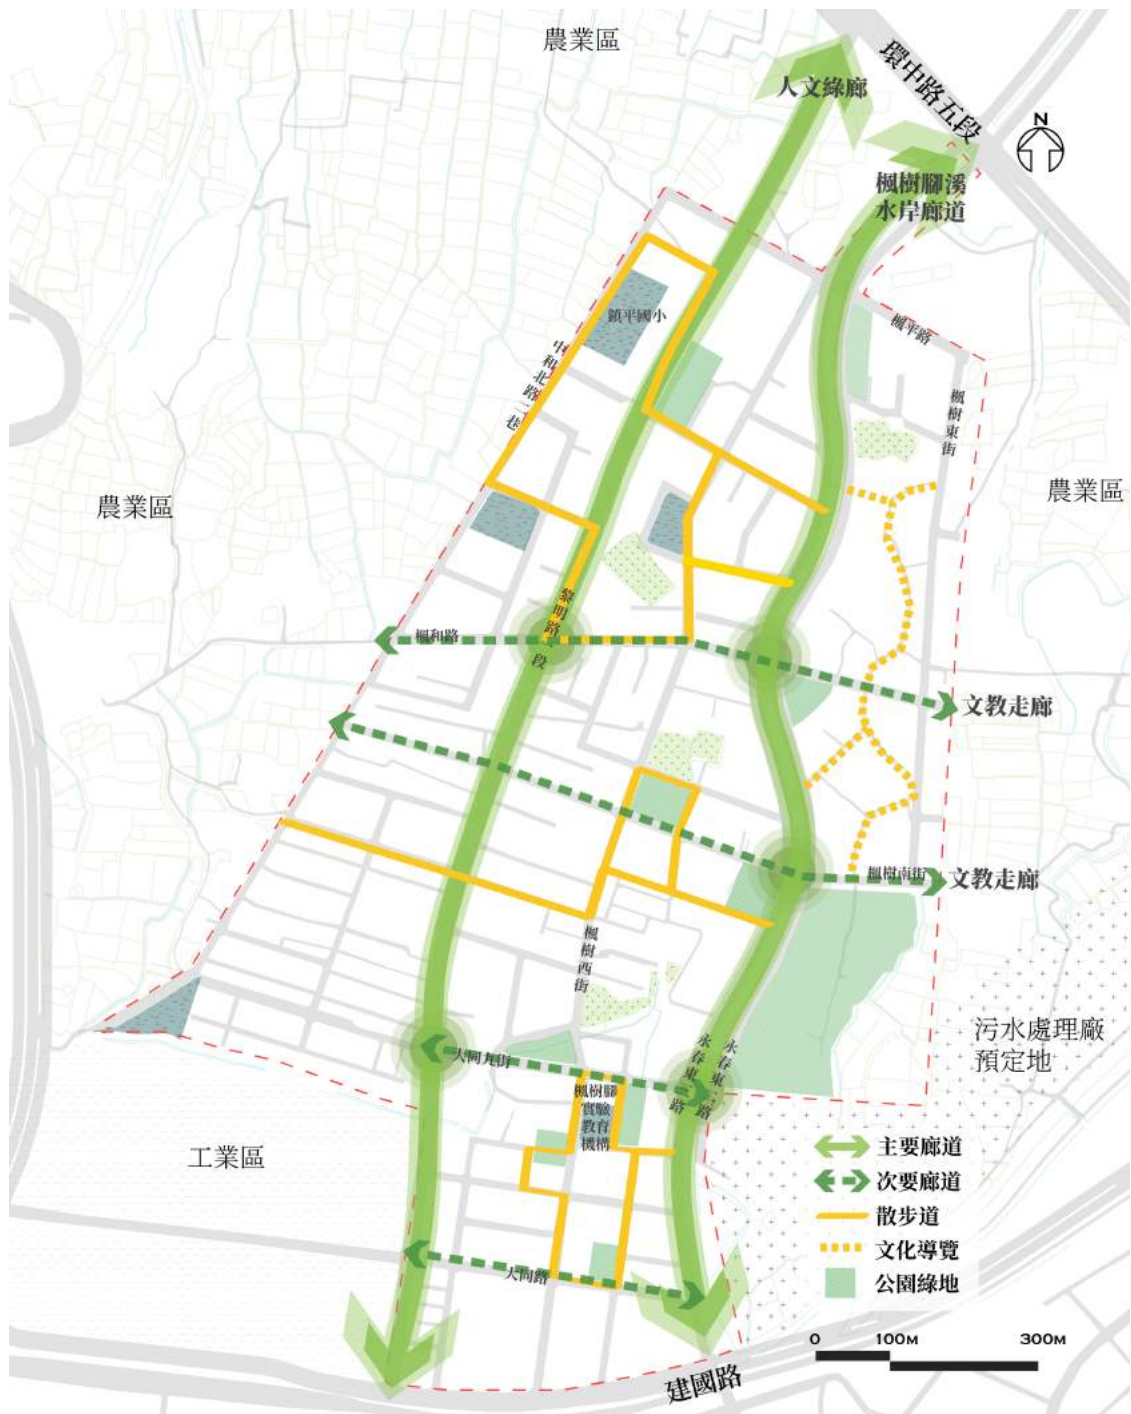 農業區
環中路五段
人文綠廊
N
楓樹腳溪
水岸廊道
鎮平國小
楓平路
中和北路二巷
楓樹東街
農業區
農業區
黎明路一段
楓和路
文教走廊
楓樹南街
文教走廊
楓樹西街
污水處理廠
預定地
永春東二路
永春東一路
大同九街
楓樹腳
實驗
教育
機構
工業區
主要廊道
次要廊道
散步道
文化導覽
公園綠地
大同路
0 100M 300M
建國路